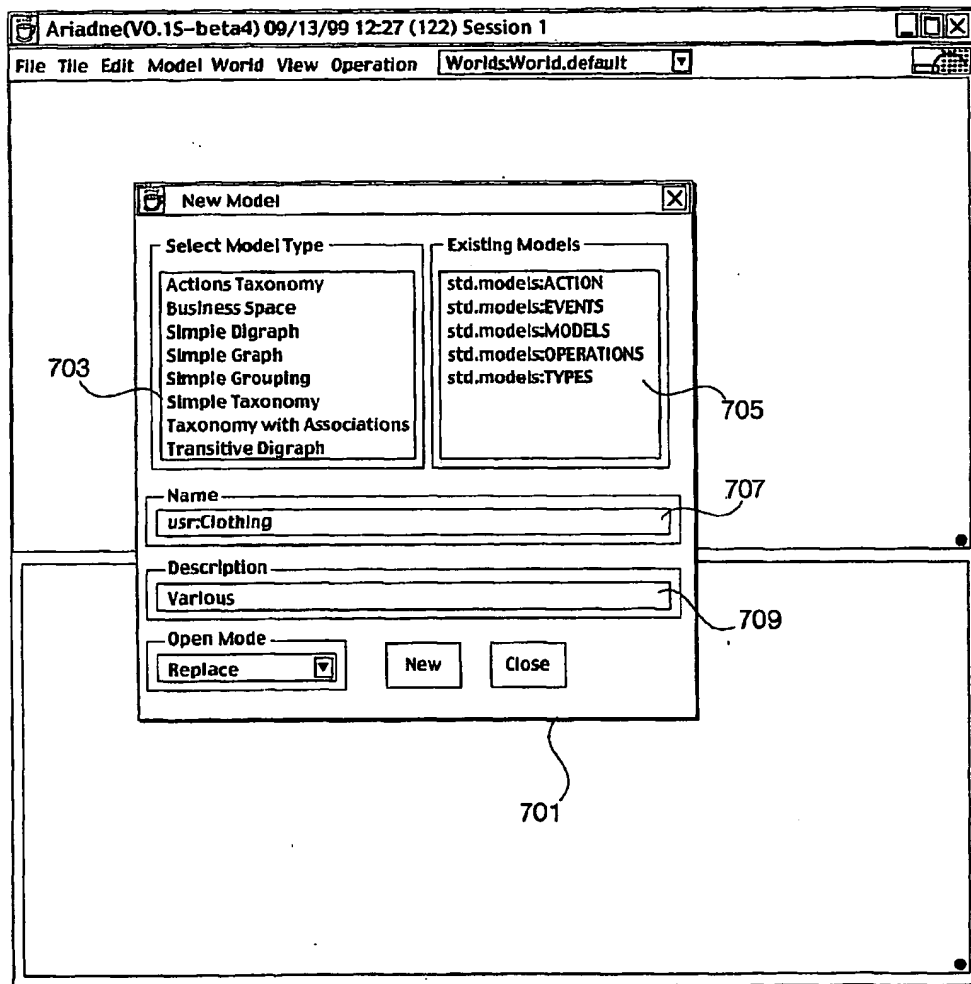 Ariadne(V0.1S-beta4) 09/13/99 12:27 (122) Session 1
File Tile Edit Model World View Operation Worlds:World.default
New Model
Select Model Type
Actions Taxonomy
Business Space
Simple Digraph
Simple Graph
Simple Grouping
Simple Taxonomy
Taxonomy with Associations
Transitive Digraph
Existing Models
std.models:ACTION
std.models:EVENTS
std.models:MODELS
std.models:OPERATIONS
std.models:TYPES
703
705
Name
usr:Clothing
707
Description
Various
709
Open Mode
Replace
New
Close
701